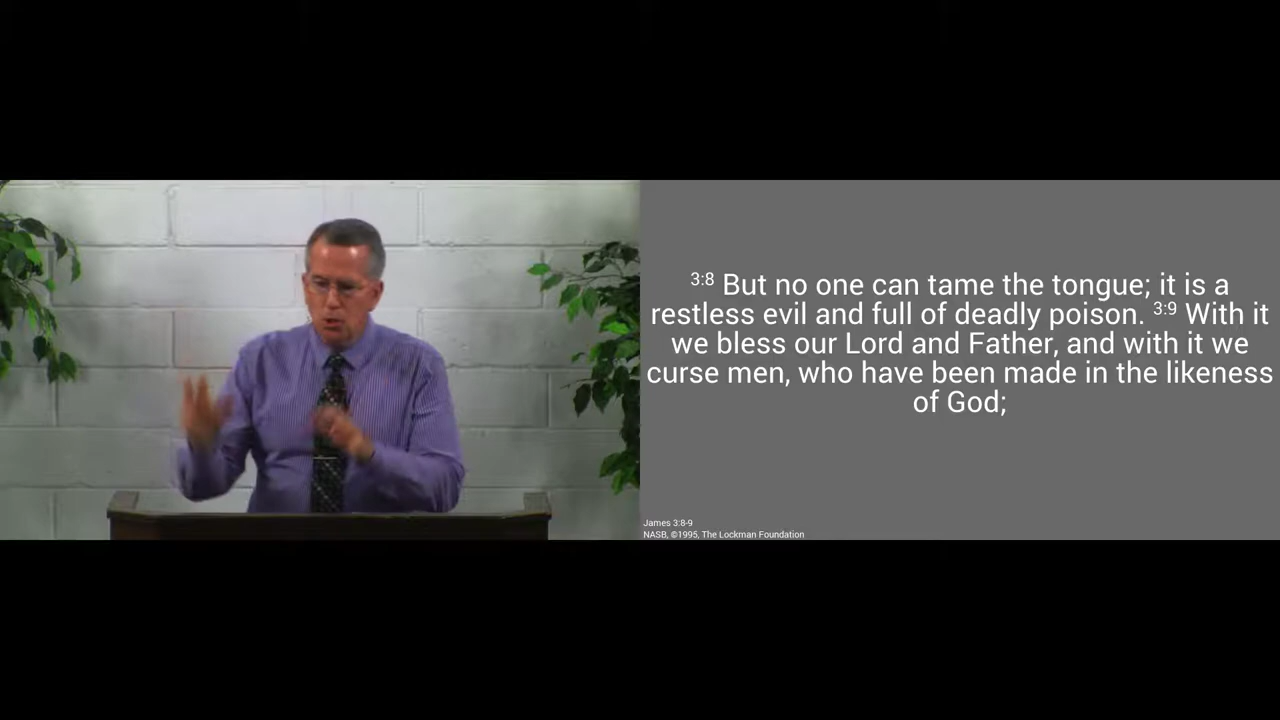 3:8 But no one can tame the tongue; it is a
restless evil and full of deadly poison. 3:9 With it
we bless our Lord and Father, and with it we
curse men, who have been made in the likeness
of God;
James 3:8-9
NASB, ©1995, The Lockman Foundation